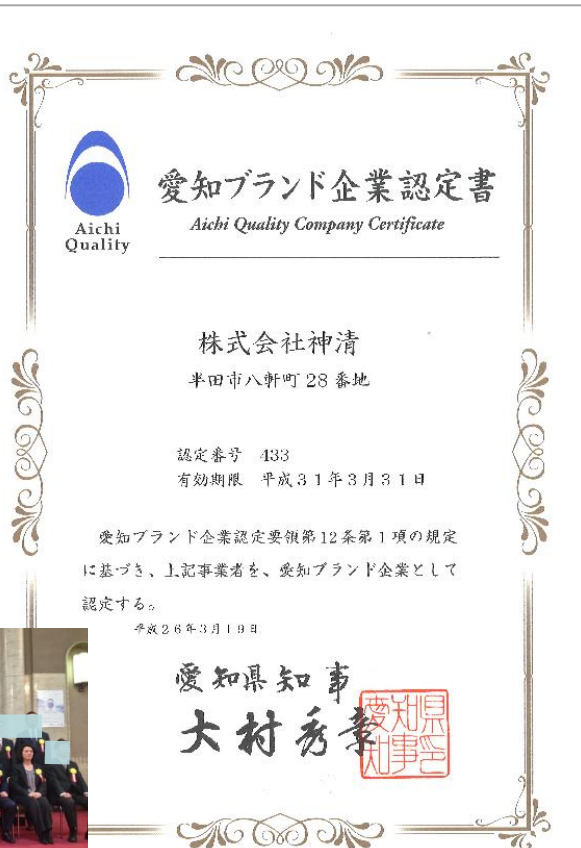 愛知ブランド企業認定書
Aichi Quality Company Certificate
Aichi
Quality
株式会社神清
半田市八軒町28番地
認定番号 433
有効期限 平成31年3月31日
愛知ブランド企業認定要領第12条第1項の規定
に基づき、上記事業者を、愛知ブランド企業として
認定する。
平成26年3月19日
愛知県知事
大村秀章
愛知県知事印